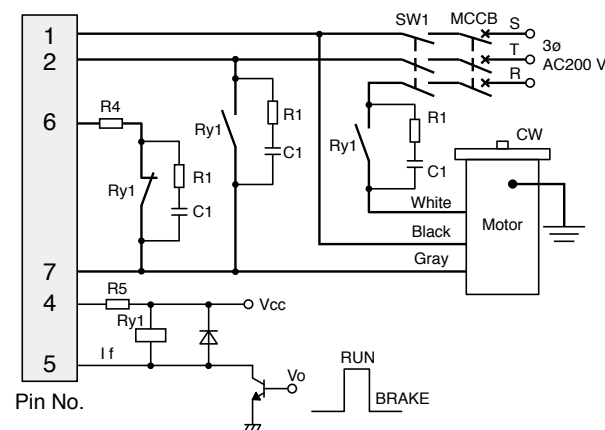 1
2
6
7
4
5
Pin No.
R4
Ry1
R1
C1
Ry1
R1
C1
SW1
MCCB
S
T
R
3ø
AC200 V
Ry1
R1
C1
CW
White
Black
Gray
Motor
R5
Ry1
Vcc
I f
Vo
RUN
BRAKE